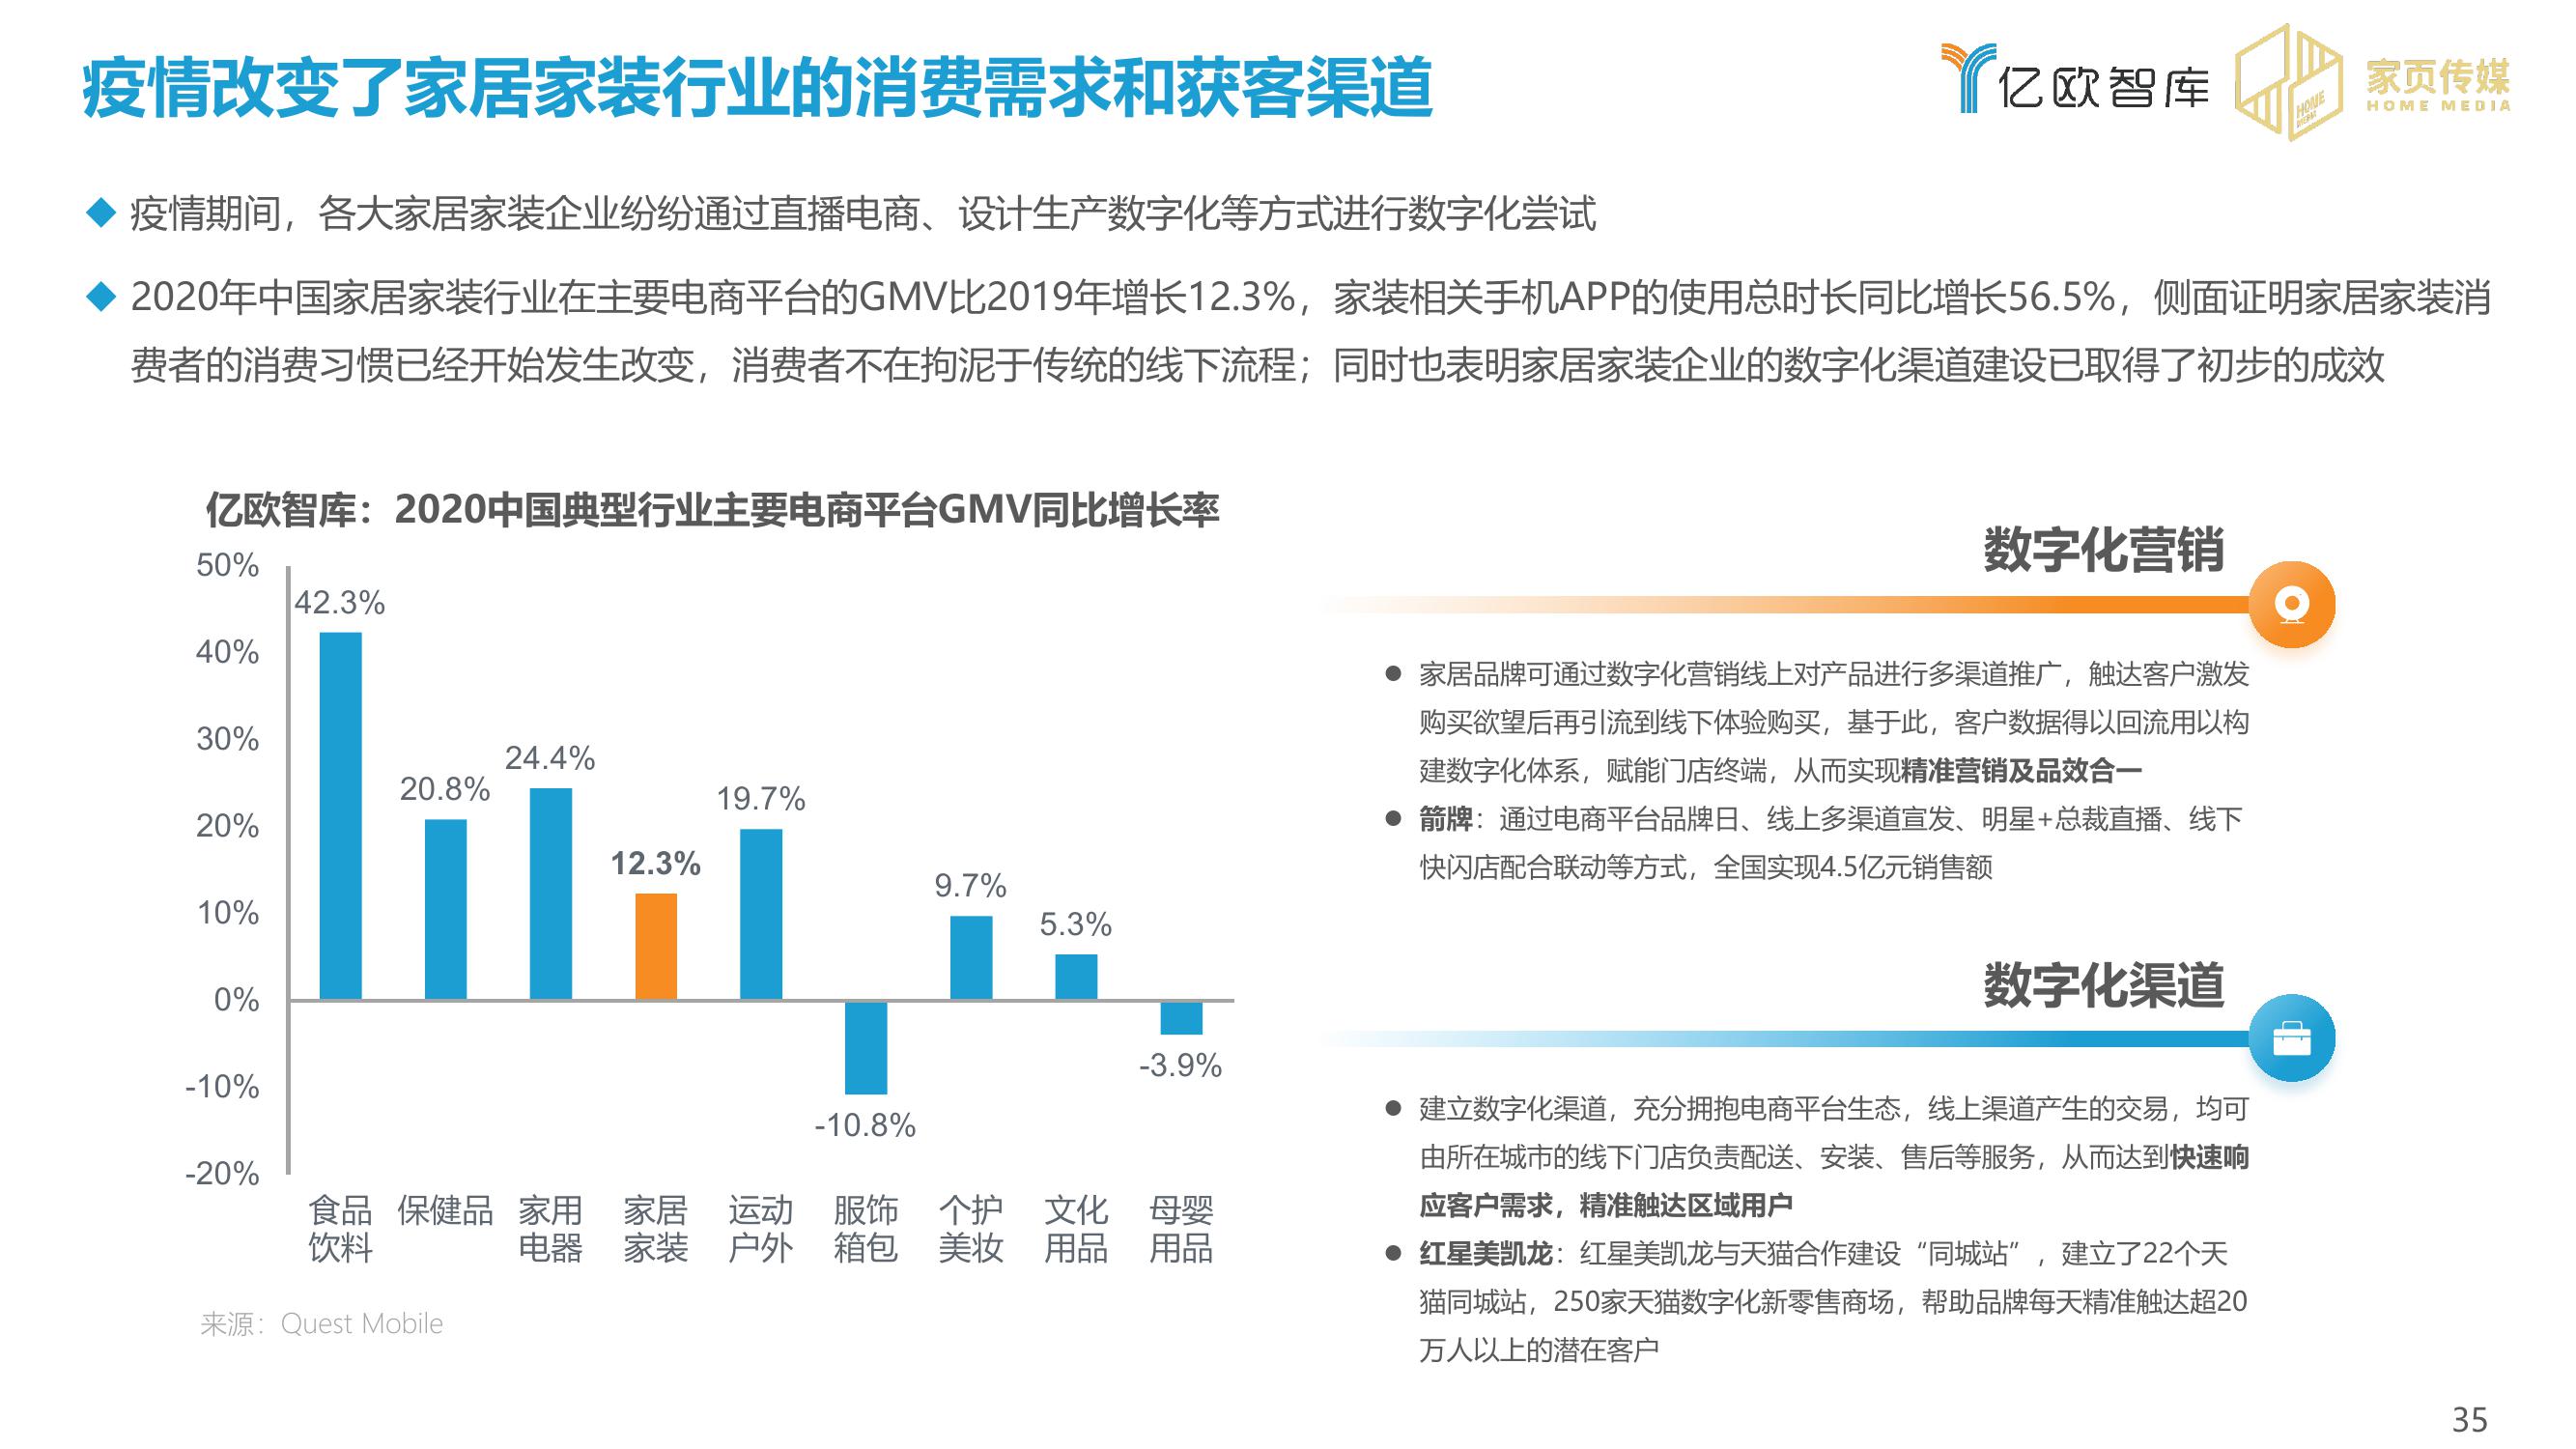 疫情改变了家居家装行业的消费需求和获客渠道
亿欧智库
家页传媒
HOME MEDIA
疫情期间，各大家居家装企业纷纷通过直播电商、设计生产数字化等方式进行数字化尝试
2020年中国家居家装行业在主要电商平台的GMV比2019年增长12.3%，家装相关手机APP的使用总时长同比增长56.5%，侧面证明家居家装消
费者的消费习惯已经开始发生改变，消费者不在拘泥于传统的线下流程；同时也表明家居家装企业的数字化渠道建设已取得了初步的成效
亿欧智库：2020中国典型行业主要电商平台GMV同比增长率
50%
40%
30%
20%
10%
0%
-10%
-20%
42.3%
20.8%
24.4%
12.3%
19.7%
-10.8%
9.7%
5.3%
-3.9%
食品
饮料
保健品
家用
电器
家居
家装
运动
户外
服饰
箱包
个护
美妆
文化
用品
母婴
用品
来源：Quest Mobile
数字化营销
家居品牌可通过数字化营销线上对产品进行多渠道推广，触达客户激发
购买欲望后再引流到线下体验购买，基于此，客户数据得以回流用以构
建数字化体系，赋能门店终端，从而实现精准营销及品效合一
箭牌：通过电商平台品牌日、线上多渠道宣发、明星+总裁直播、线下
快闪店配合联动等方式，全国实现4.5亿元销售额
数字化渠道
建立数字化渠道，充分拥抱电商平台生态，线上渠道产生的交易，均可
由所在城市的线下门店负责配送、安装、售后等服务，从而达到快速响
应客户需求，精准触达区域用户
红星美凯龙：红星美凯龙与天猫合作建设“同城站”，建立了22个天
猫同城站，250家天猫数字化新零售商场，帮助品牌每天精准触达超20
万人以上的潜在客户
35